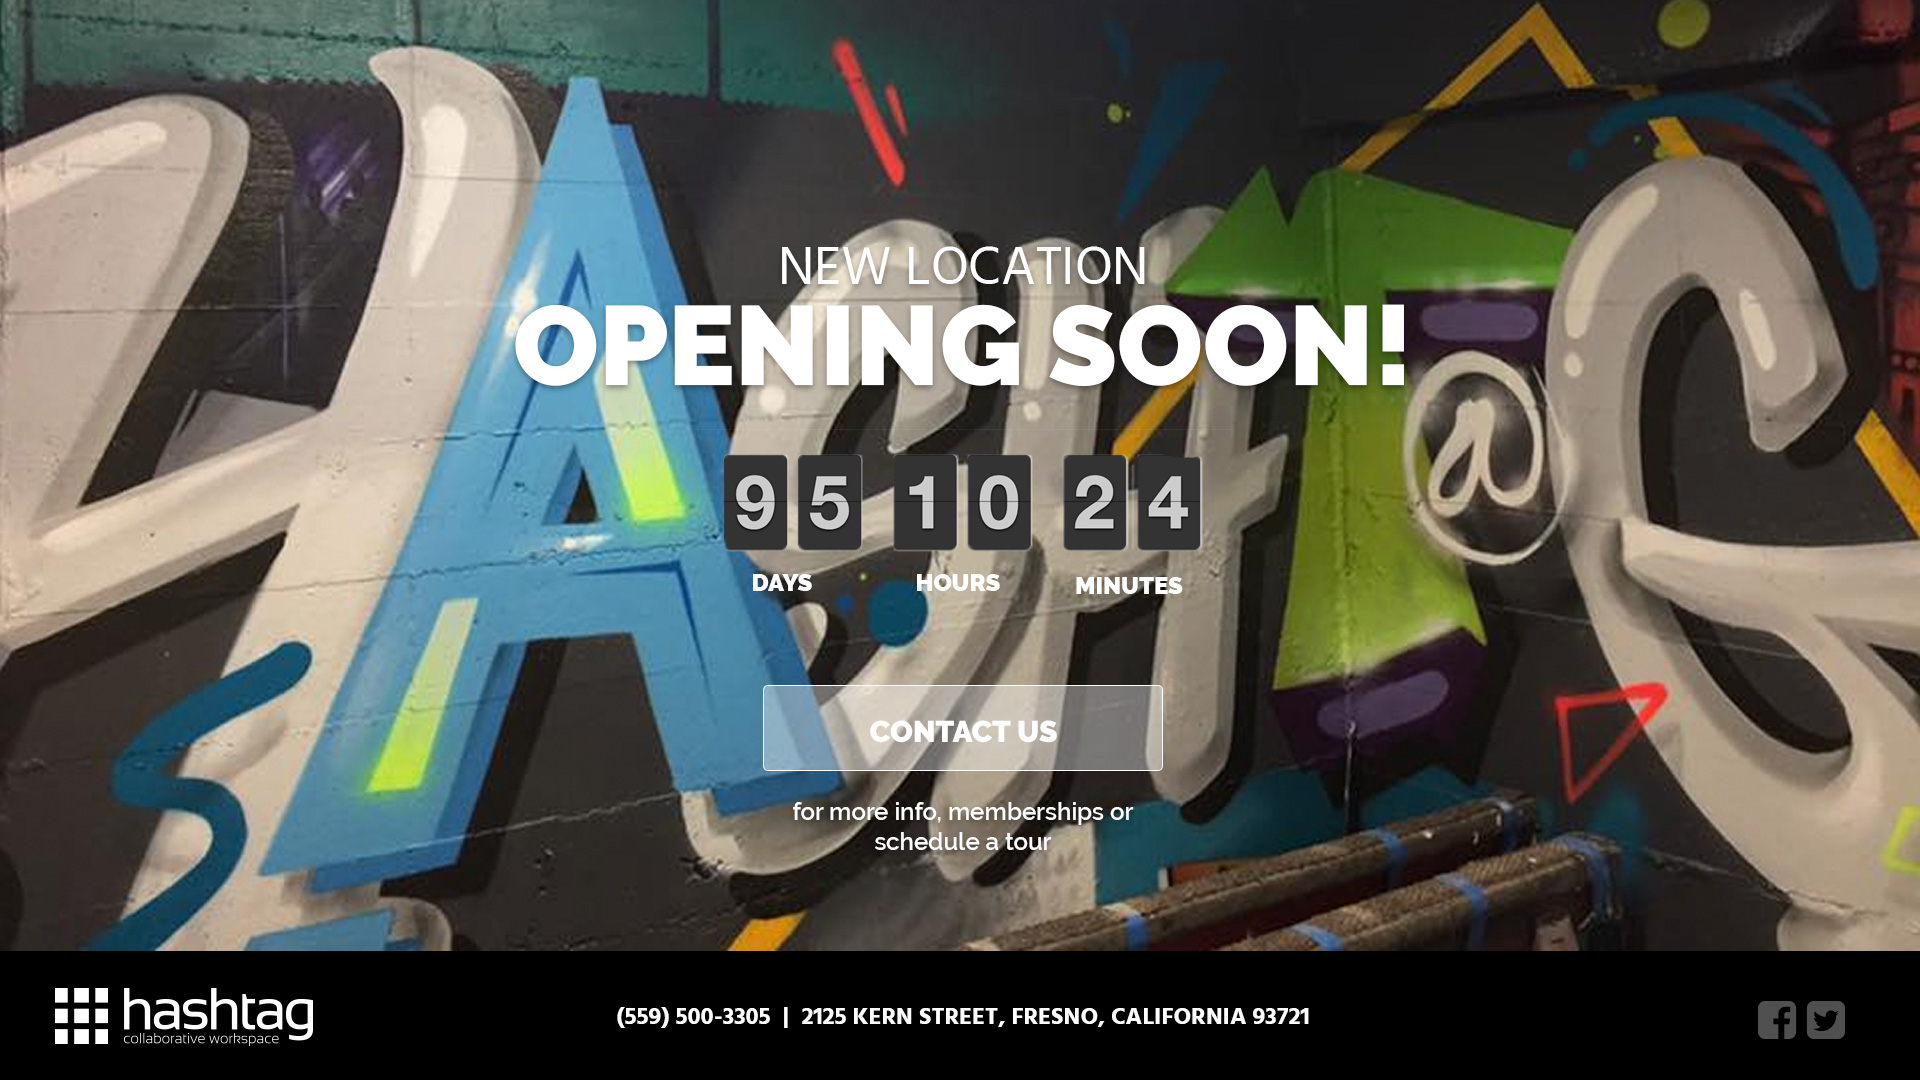 NEW LOCATION
OPENING SOON!
95 10 24
DAYS HOURS MINUTES
CONTACT US
for more info, memberships or
schedule a tour
hashtag
collaborative workspace
(559) 500-3305 | 2125 KERN STREET, FRESNO, CALIFORNIA 93721